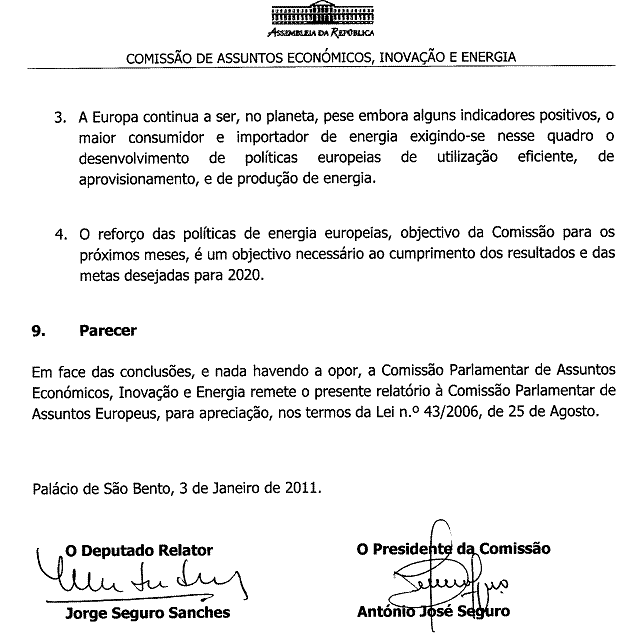 ASSEMBLEIA DA REPÚBLICA
COMISSÃO DE ASSUNTOS ECONÓMICOS, INOVAÇÃO E ENERGIA
3. A Europa continua a ser, no planeta, pese embora alguns indicadores positivos, o
maior consumidor e importador de energia exigindo-se nesse quadro o
desenvolvimento de políticas europeias de utilização eficiente, de
aprovisionamento, e de produção de energia.
4. O reforço das políticas de energia europeias, objectivo da Comissão para os
próximos meses, é um objectivo necessário ao cumprimento dos resultados e das
metas desejadas para 2020.
9. Parecer
Em face das conclusões, e nada havendo a opor, a Comissão Parlamentar de Assuntos
Económicos, Inovação e Energia remete o presente relatório à Comissão Parlamentar de
Assuntos Europeus, para apreciação, nos termos da Lei n.º 43/2006, de 25 de Agosto.
Palácio de São Bento, 3 de Janeiro de 2011.
O Deputado Relator O Presidente da Comissão
Jorge Seguro Sanches António José Seguro